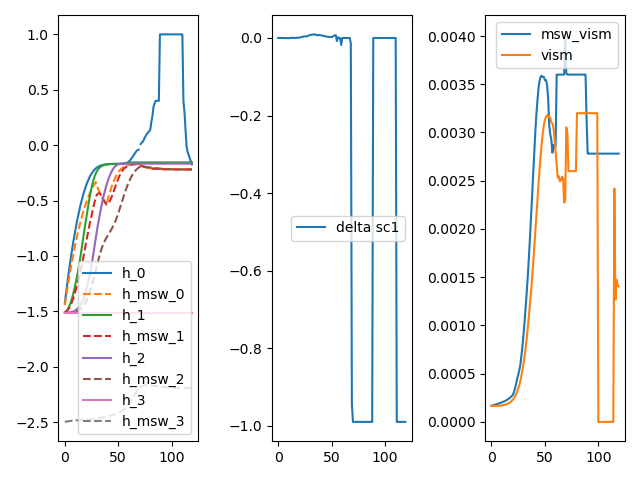 1.0
0.5
0.0
−0.5
−1.0
−1.5
−2.0
−2.5
0
50
100
h_0
h_msw_0
h_1
h_msw_1
h_2
h_msw_2
h_3
h_msw_3
0.0
−0.2
−0.4
−0.6
−0.8
−1.0
0
50
100
delta sc1
0.0040
0.0035
0.0030
0.0025
0.0020
0.0015
0.0010
0.0005
0.0000
0
50
100
msw_vism
vism